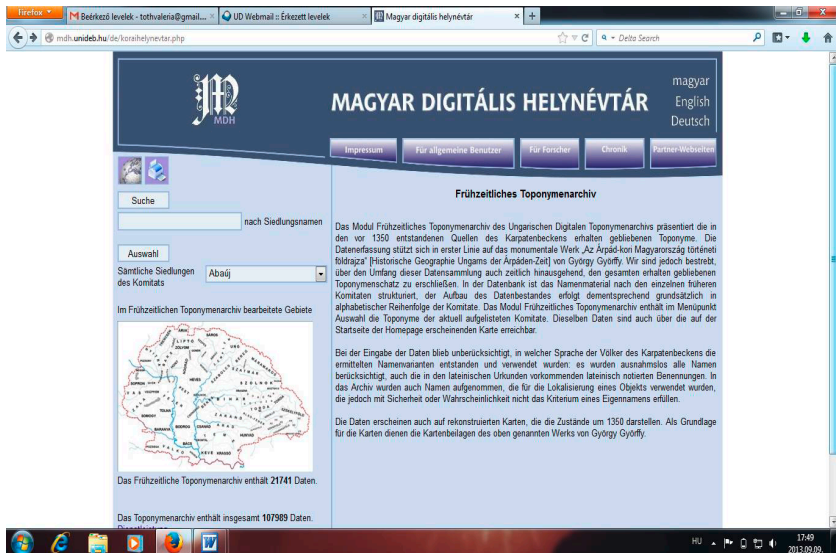 Firefox
Beérkező levelek - tothvaleria@gmail....
UD Webmail :: Érkezett levelek
Magyar digitális helynévtár
mdh.unideb.hu/de/koraihelynevtar.php
Delta Search
MDH
MAGYAR DIGITÁLIS HELYNÉVTÁR
magyar
English
Deutsch
Impressum
Für allgemeine Benutzer
Für Forscher
Chronik
Partner-Webseiten
Suche
nach Siedlungsnamen
Auswahl
Sämtliche Siedlungen
des Komitats
Abaúj
Im Frühzeitlichen Toponymenarchiv bearbeitete Gebiete
Das Frühzeitliche Toponymenarchiv enthält 21741 Daten.
Das Toponymenarchiv enthält insgesamt 107989 Daten.
Frühzeitliches Toponymenarchiv
Das Modul Frühzeitliches Toponymenarchiv des Ungarischen Digitalen Toponymenarchivs präsentiert die in
den vor 1350 entstandenen Quellen des Karpatenbeckens erhalten gebliebenen Toponyme. Die
Datenerfassung stützt sich in erster Linie auf das monumentale Werk „Az Árpád-kori Magyarország történeti
földrajza" [Historische Geographie Ungarns der Árpáden-Zeit] von György Györffy. Wir sind jedoch bestrebt,
über den Umfang dieser Datensammlung auch zeitlich hinausgehend, den gesamten erhalten gebliebenen
Toponymenschatz zu erschließen. In der Datenbank ist das Namenmaterial nach den einzelnen früheren
Komitaten strukturiert, der Aufbau des Datenbestandes erfolgt dementsprechend grundsätzlich in
alphabetischer Reihenfolge der Komitate. Das Modul Frühzeitliches Toponymenarchiv enthält im Menüpunkt
Auswahl die Toponyme der aktuell aufgelisteten Komitate. Dieselben Daten sind auch über die auf der
Startseite der Homepage erscheinenden Karte erreichbar.
Bei der Eingabe der Daten blieb unberücksichtigt, in welcher Sprache der Völker des Karpatenbeckens die
ermittelten Namenvarianten entstanden und verwendet wurden: es wurden ausnahmslos alle Namen
berücksichtigt, auch die in den lateinischen Urkunden vorkommenden lateinisch notierten Benennungen. In
das Archiv wurden auch Namen aufgenommen, die für die Lokalisierung eines Objekts verwendet wurden,
die jedoch mit Sicherheit oder Wahrscheinlichkeit nicht das Kriterium eines Eigennamens erfüllen.
Die Daten erscheinen auch auf rekonstruierten Karten, die die Zustände um 1350 darstellen. Als Grundlage
für die Karten dienen die Kartenbeilagen des oben genannten Werks von György Györffy.
HU
17:49
2013.09.09.